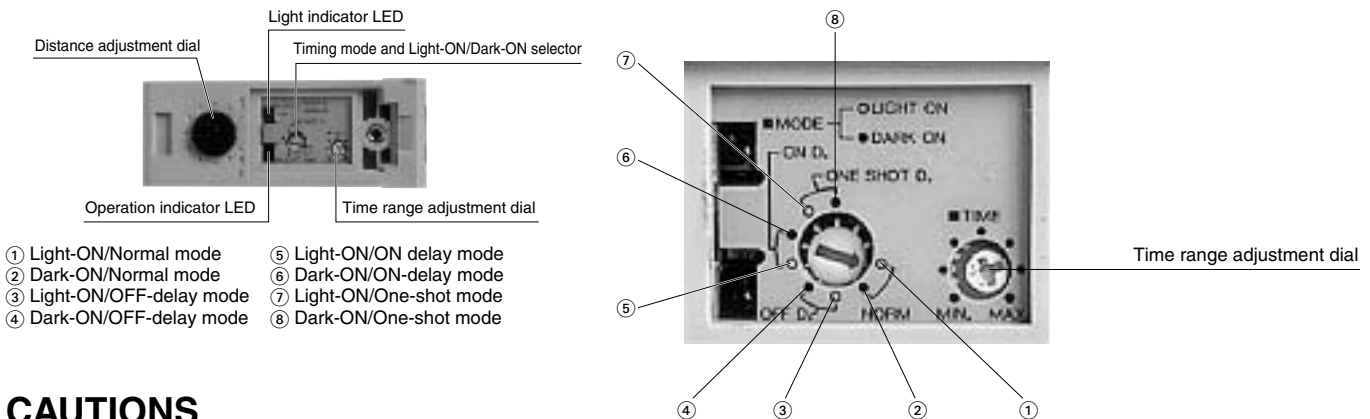 Light indicator LED
Distance adjustment dial
Timing mode and Light-ON/Dark-ON selector
Operation indicator LED
Time range adjustment dial
① Light-ON/Normal mode
② Dark-ON/Normal mode
③ Light-ON/OFF-delay mode
④ Dark-ON/OFF-delay mode
⑤ Light-ON/ON delay mode
⑥ Dark-ON/ON-delay mode
⑦ Light-ON/One-shot mode
⑧ Dark-ON/One-shot mode
⑧
⑦
⑥
⑤
④
③
②
①
LIGHT ON
MODE
DARK ON
ON D.
ONE SHOT D.
TIME
OFF D.
NORM
MIN.
MAX
Time range adjustment dial
CAUTIONS